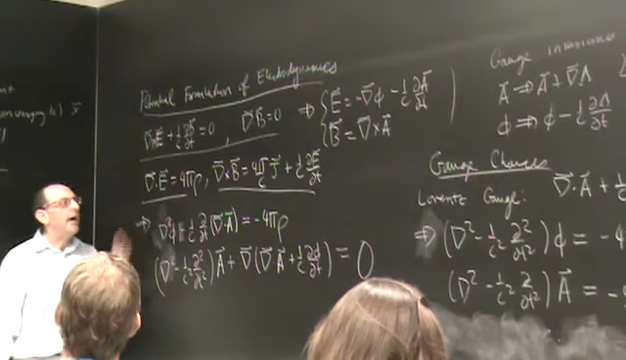 Potential Formulation of Electrodynamics
∇⃗×E⃗ + 1/c ∂B⃗/∂t = 0 , ∇⃗·B⃗ = 0 ⇒ { E⃗ = -∇⃗ϕ - 1/c ∂A⃗/∂t
B⃗ = ∇⃗×A⃗
∇⃗·E⃗ = 4πρ , ∇⃗×B⃗ = 4π/c J⃗ + 1/c ∂E⃗/∂t
⇒ ∇²ϕ + 1/c ∂/∂t (∇⃗·A⃗) = -4πρ
(∇² - 1/c² ∂²/∂t²) A⃗ + ∇⃗(∇⃗·A⃗ + 1/c ∂ϕ/∂t) = 0
Gauge invariance
A⃗ ⇒ A⃗ + ∇⃗Λ
ϕ ⇒ ϕ - 1/c ∂Λ/∂t
Gauge Choices
Lorentz Gauge: ∇⃗·A⃗ + 1/c
⇒ (∇² - 1/c² ∂²/∂t²) ϕ = -4
(∇² - 1/c² ∂²/∂t²) A⃗ = -